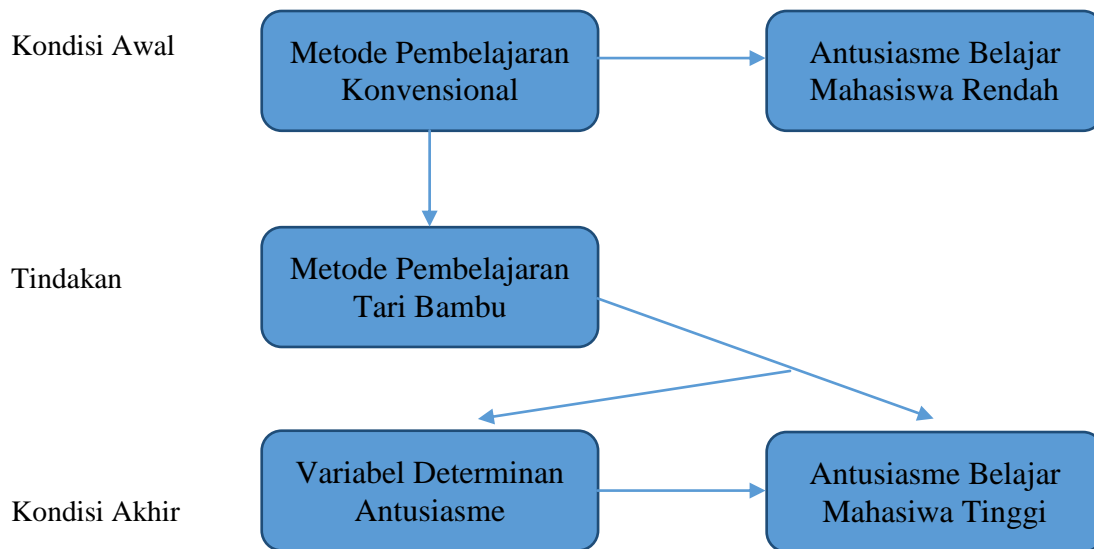 Kondisi Awal
Metode Pembelajaran
Konvensional
Antusiasme Belajar
Mahasiswa Rendah
Tindakan
Metode Pembelajaran
Tari Bambu
Kondisi Akhir
Variabel Determinan
Antusiasme
Antusiasme Belajar
Mahasiwa Tinggi